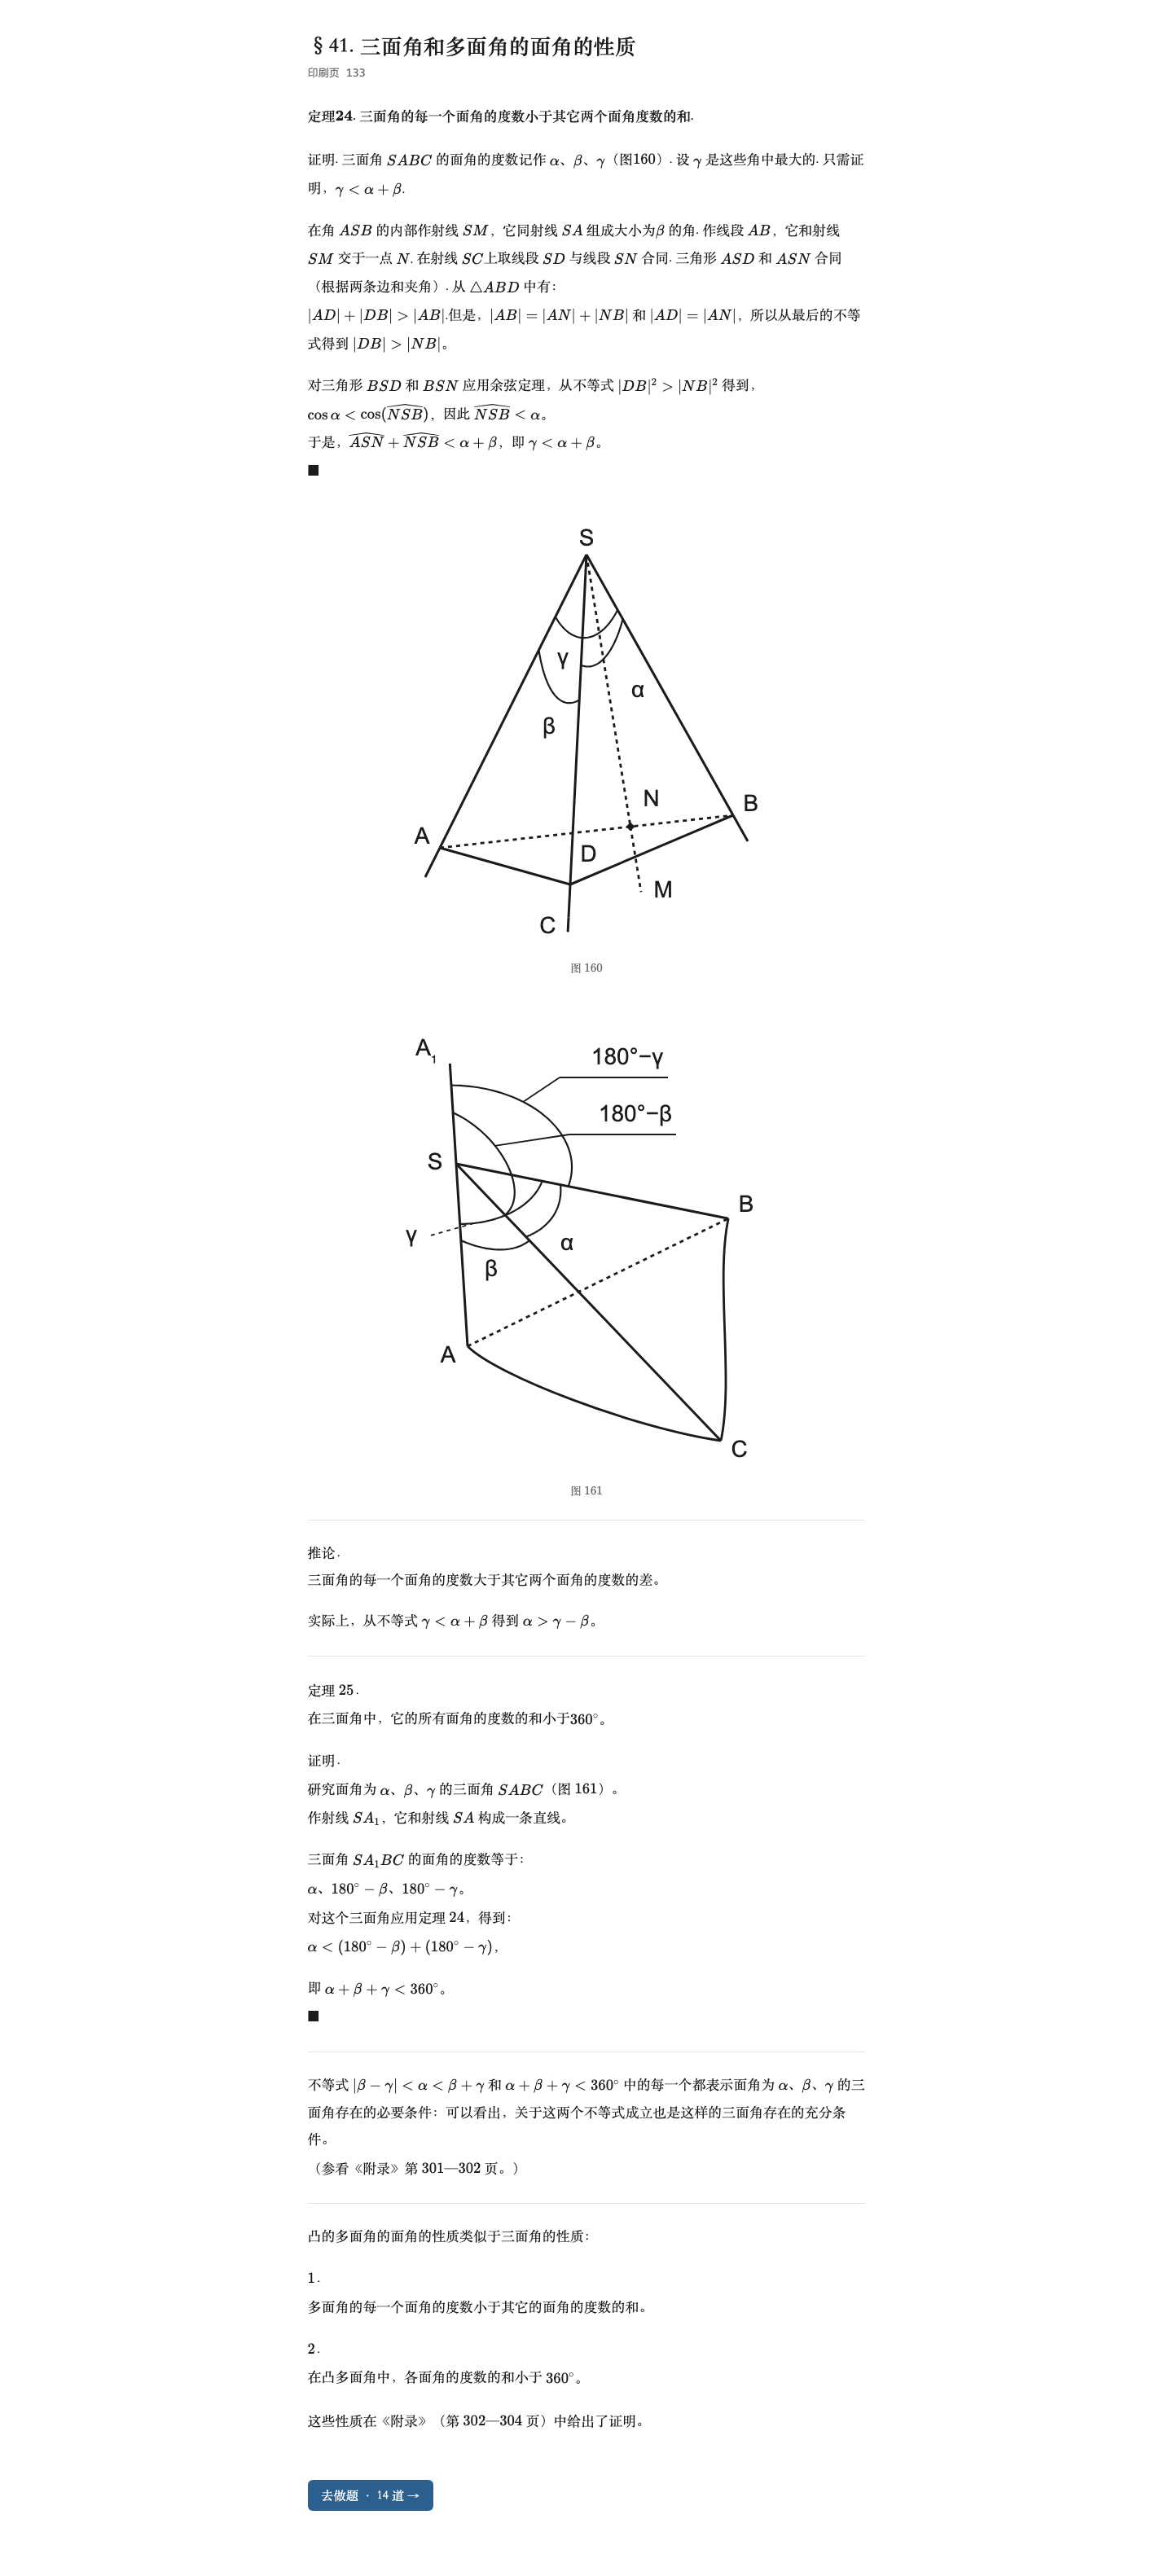 § 41. 三面角和多面角的面角的性质
印刷页 133
定理24. 三面角的每一个面角的度数小于其它两个面角度数的和.
证明. 三面角 SABC 的面角的度数记作 α、β、γ（图160）. 设 γ 是这些角中最大的. 只需证
明，γ < α + β.
在角 ASB 的内部作射线 SM，它同射线 SA 组成大小为β 的角. 作线段 AB，它和射线
SM 交于一点 N. 在射线 SC上取线段 SD 与线段 SN 合同. 三角形 ASD 和 ASN 合同
（根据两条边和夹角）. 从 △ABD 中有：
|AD| + |DB| > |AB|.但是，|AB| = |AN| + |NB| 和 |AD| = |AN|，所以从最后的不等
式得到 |DB| > |NB|。
对三角形 BSD 和 BSN 应用余弦定理，从不等式 |DB|² > |NB|² 得到，
cos α < cos(\widehat{NSB})，因此 \widehat{NSB} < α。
于是，\widehat{ASN} + \widehat{NSB} < α + β，即 γ < α + β。
■
S
γ
α
β
N
B
A
D
M
C
图 160
A₁
180°−γ
180°−β
S
B
γ
α
β
A
C
图 161
推论.
三面角的每一个面角的度数大于其它两个面角的度数的差。
实际上，从不等式 γ < α + β 得到 α > γ − β。
定理 25.
在三面角中，它的所有面角的度数的和小于360°。
证明.
研究面角为 α、β、γ 的三面角 SABC（图 161）。
作射线 SA₁，它和射线 SA 构成一条直线。
三面角 SA₁BC 的面角的度数等于：
α、180° − β、180° − γ。
对这个三面角应用定理 24，得到：
α < (180° − β) + (180° − γ)，
即 α + β + γ < 360°。
■
不等式 |β − γ| < α < β + γ 和 α + β + γ < 360° 中的每一个都表示面角为 α、β、γ 的三
面角存在的必要条件：可以看出，关于这两个不等式成立也是这样的三面角存在的充分条
件。
（参看《附录》第 301—302 页。）
凸的多面角的面角的性质类似于三面角的性质：
1.
多面角的每一个面角的度数小于其它的面角的度数的和。
2.
在凸多面角中，各面角的度数的和小于 360°。
这些性质在《附录》（第 302—304 页）中给出了证明。
去做题 · 14 道 →